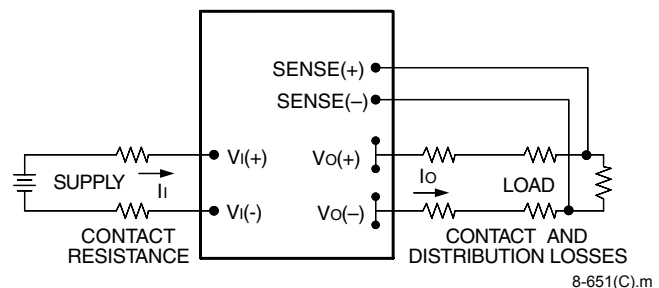 SENSE(+)
SENSE(–)
VI(+)
VO(+)
SUPPLY
II
IO
LOAD
VI(-)
VO(–)
CONTACT
RESISTANCE
CONTACT AND
DISTRIBUTION LOSSES
8-651(C).m